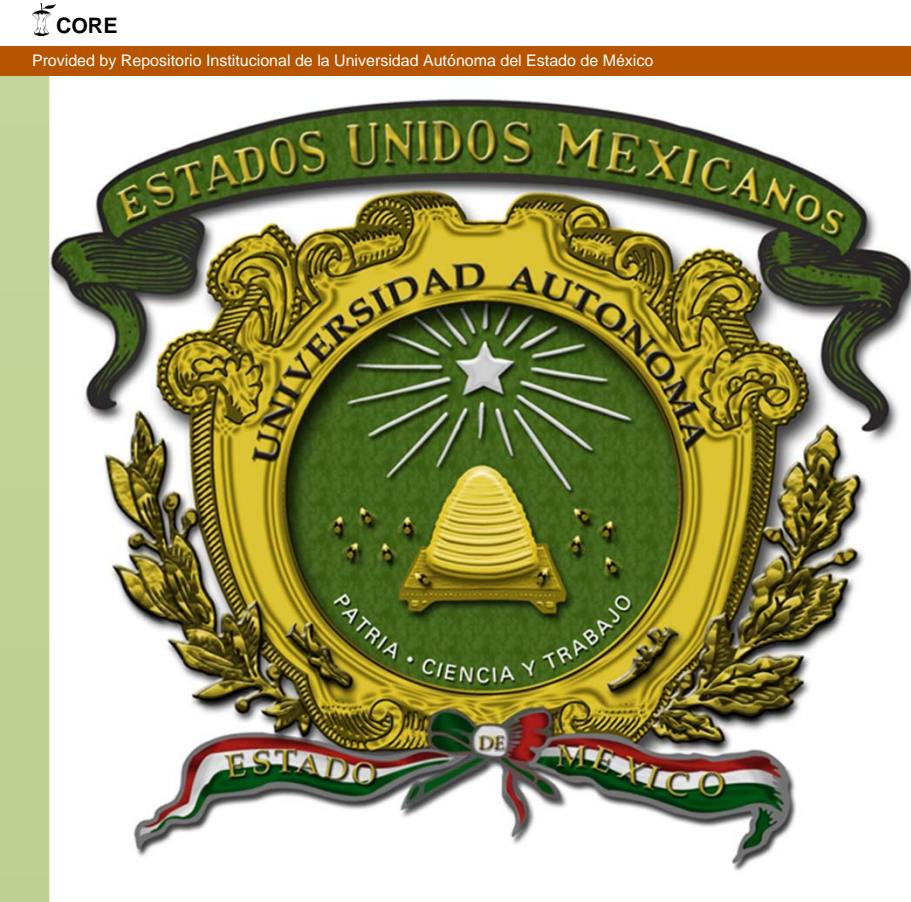 CORE
Provided by Repositorio Institucional de la Universidad Autónoma del Estado de México
ESTADOS UNIDOS MEXICANOS
UNIVERSIDAD AUTONOMA
PATRIA • CIENCIA Y TRABAJO
ESTADO DE MEXICO